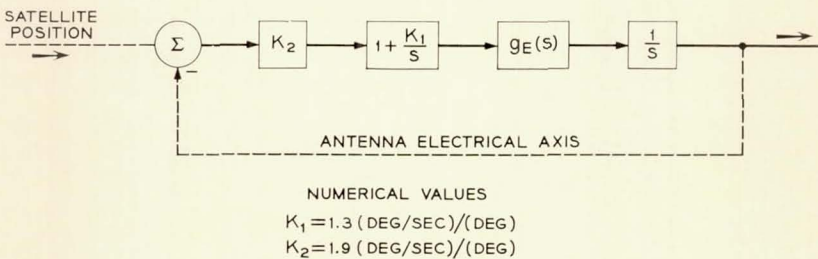 SATELLITE
POSITION
Σ
−
K₂
1 + K₁/S
g_E(s)
1/S
ANTENNA ELECTRICAL AXIS
NUMERICAL VALUES
K₁ = 1.3 (DEG/SEC)/(DEG)
K₂ = 1.9 (DEG/SEC)/(DEG)